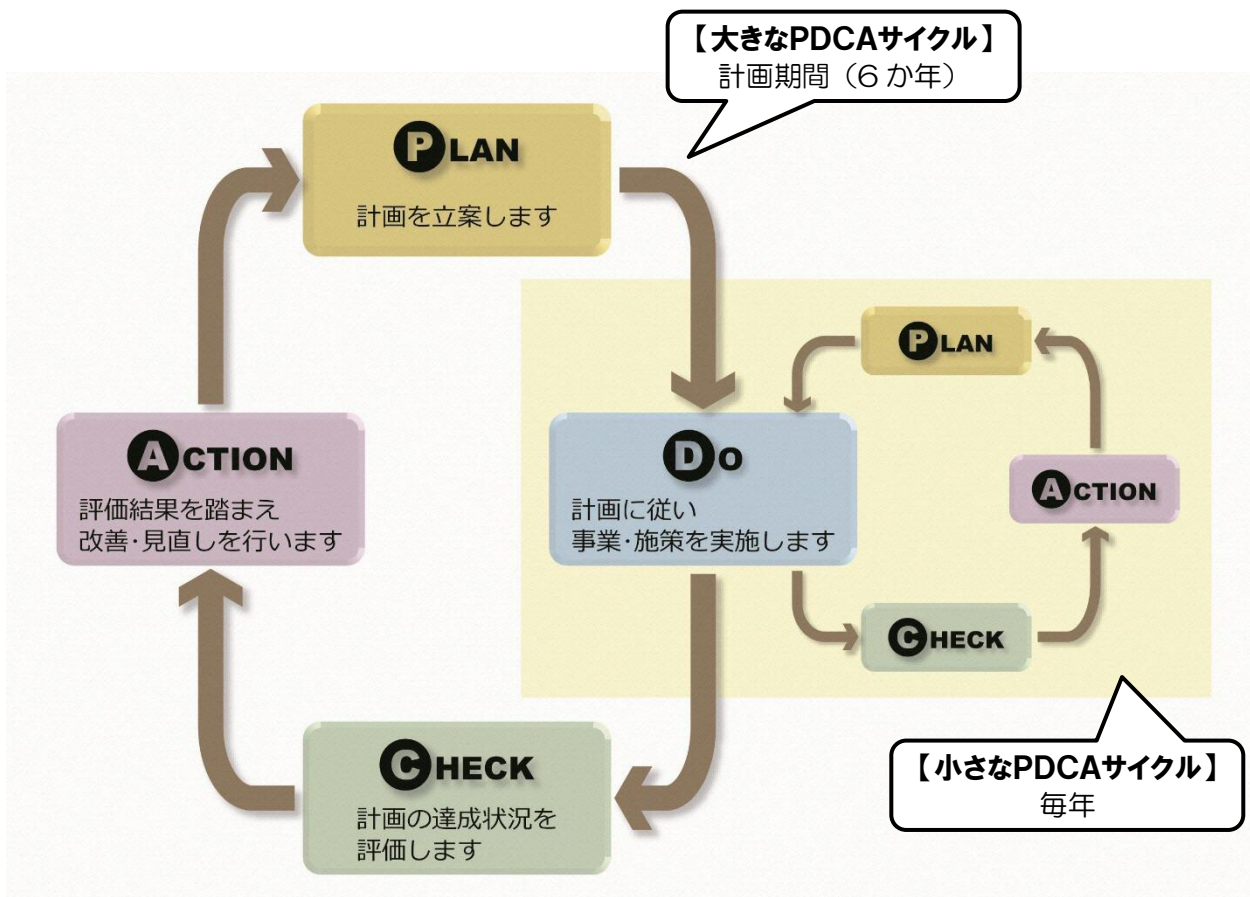 【大きなPDCAサイクル】
計画期間（6か年）
PLAN
計画を立案します
PLAN
ACTION
評価結果を踏まえ
改善・見直しを行います
DO
計画に従い
事業・施策を実施します
ACTION
CHECK
CHECK
計画の達成状況を
評価します
【小さなPDCAサイクル】
毎年